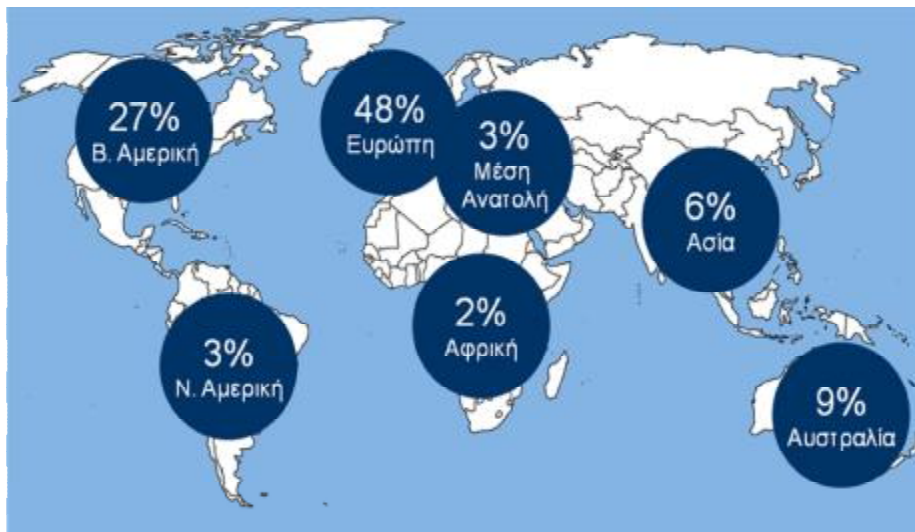 27%
Β. Αμερική
48%
Ευρώπη
3%
Μέση
Ανατολή
6%
Ασία
3%
Ν. Αμερική
2%
Αφρική
9%
Αυστραλία